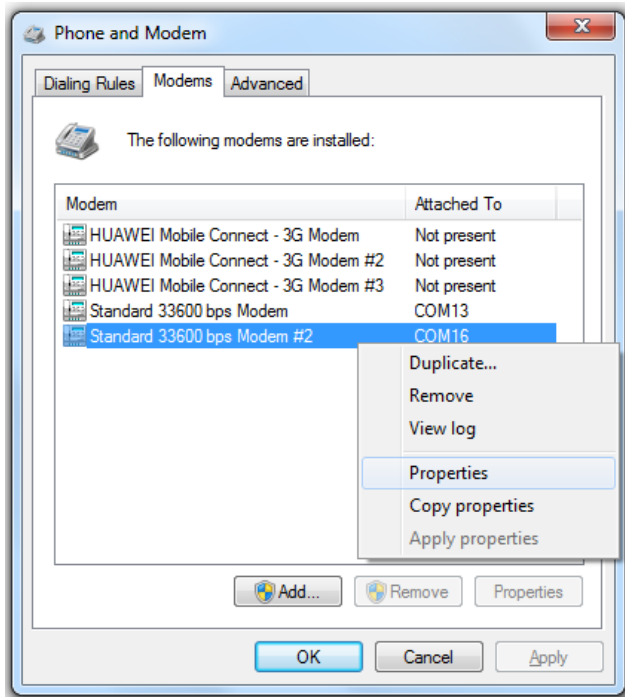 Phone and Modem
Dialing Rules Modems Advanced
The following modems are installed:
Modem Attached To
HUAWEI Mobile Connect - 3G Modem Not present
HUAWEI Mobile Connect - 3G Modem #2 Not present
HUAWEI Mobile Connect - 3G Modem #3 Not present
Standard 33600 bps Modem COM13
Standard 33600 bps Modem #2 COM16
Duplicate...
Remove
View log
Properties
Copy properties
Apply properties
Add... Remove Properties
OK Cancel Apply